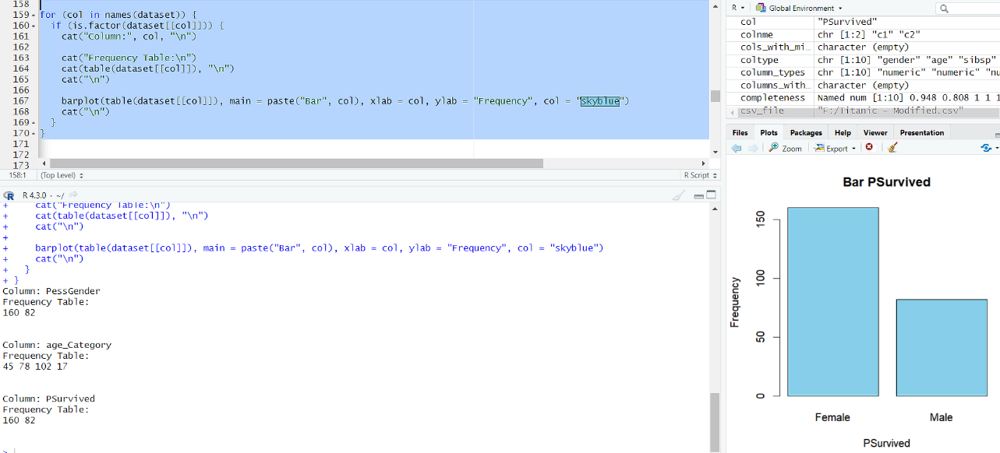 158
159 for (col in names(dataset)) {
160 if (is.factor(dataset[[col]])) {
161 cat("Column:", col, "\n")
162
163 cat("Frequency Table:\n")
164 cat(table(dataset[[col]]), "\n")
165 cat("\n")
166
167 barplot(table(dataset[[col]]), main = paste("Bar", col), xlab = col, ylab = "Frequency", col = "skyblue")
168 cat("\n")
169 }
170 }
171
172
173
158:1 (Top Level) R Script
R 4.3.0 · ~/
+ cat("Frequency Table:\n")
+ cat(table(dataset[[col]]), "\n")
+ cat("\n")
+
+ barplot(table(dataset[[col]]), main = paste("Bar", col), xlab = col, ylab = "Frequency", col = "skyblue")
+ cat("\n")
+ }
+ }
Column: PessGender
Frequency Table:
160 82
Column: age_Category
Frequency Table:
45 78 102 17
Column: PSurvived
Frequency Table:
160 82
>
R Global Environment
col "PSurvived"
colnme chr [1:2] "c1" "c2"
cols_with_mi… character (empty)
coltype chr [1:10] "gender" "age" "sibsp"
column_types chr [1:10] "numeric" "numeric" "nu
columns_with… character (empty)
completeness Named num [1:10] 0.948 0.808 1 1 1
csv_file "F:/Titanic - Modified.csv"
Files Plots Packages Help Viewer Presentation
Zoom Export
Bar PSurvived
150
100
50
0
Frequency
Female Male
PSurvived